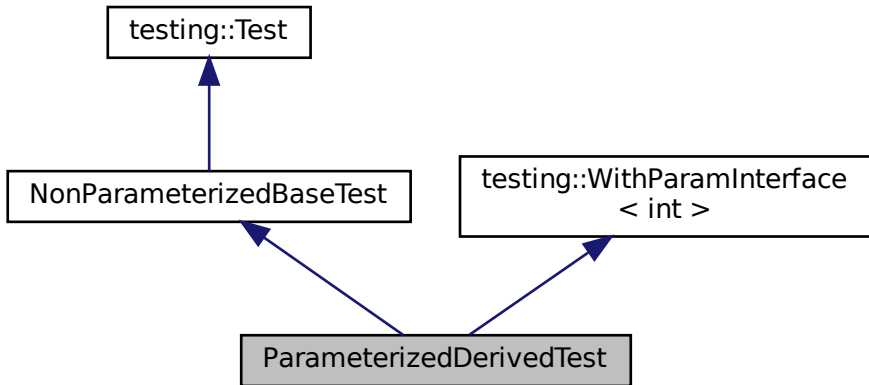 testing::Test
NonParameterizedBaseTest
testing::WithParamInterface
< int >
ParameterizedDerivedTest